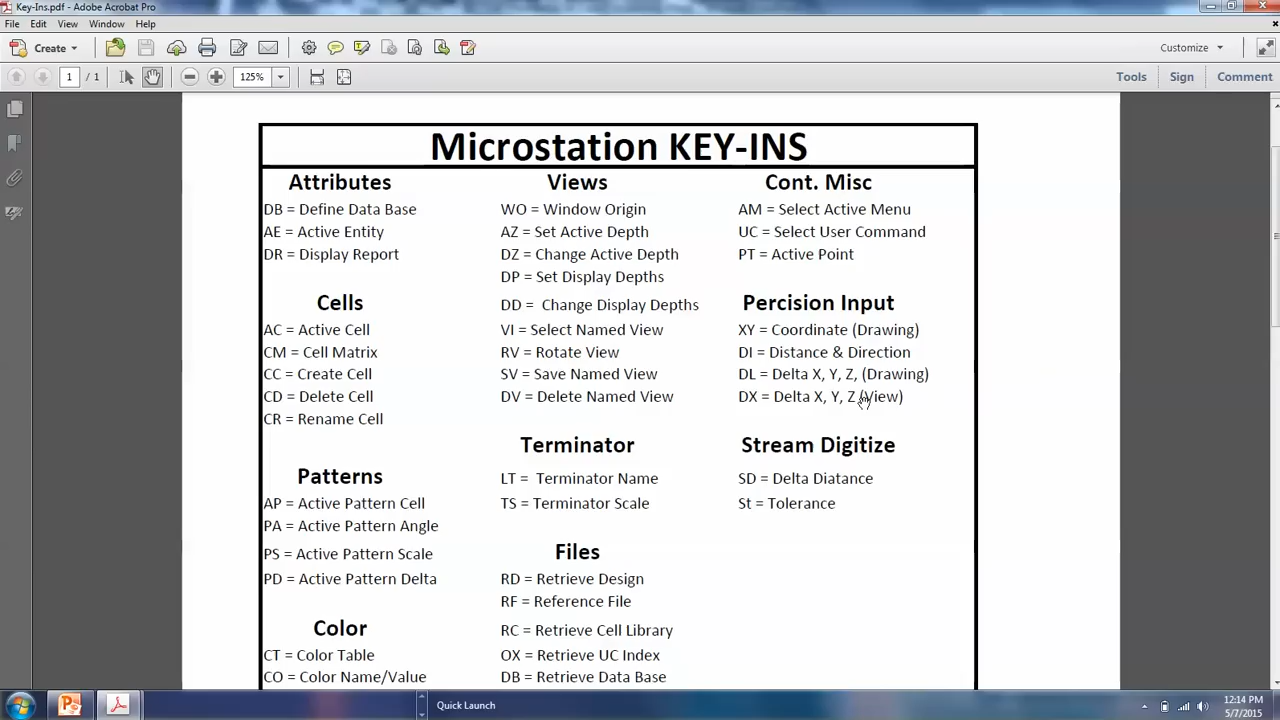 Key-Ins.pdf - Adobe Acrobat Pro
File Edit View Window Help
Create
Customize
1 / 1
125%
Tools Sign Comment
Microstation KEY-INS
Attributes
DB = Define Data Base
AE = Active Entity
DR = Display Report
Cells
AC = Active Cell
CM = Cell Matrix
CC = Create Cell
CD = Delete Cell
CR = Rename Cell
Patterns
AP = Active Pattern Cell
PA = Active Pattern Angle
PS = Active Pattern Scale
PD = Active Pattern Delta
Color
CT = Color Table
CO = Color Name/Value
Views
WO = Window Origin
AZ = Set Active Depth
DZ = Change Active Depth
DP = Set Display Depths
DD = Change Display Depths
VI = Select Named View
RV = Rotate View
SV = Save Named View
DV = Delete Named View
Terminator
LT = Terminator Name
TS = Terminator Scale
Files
RD = Retrieve Design
RF = Reference File
RC = Retrieve Cell Library
OX = Retrieve UC Index
DB = Retrieve Data Base
Cont. Misc
AM = Select Active Menu
UC = Select User Command
PT = Active Point
Percision Input
XY = Coordinate (Drawing)
DI = Distance & Direction
DL = Delta X, Y, Z, (Drawing)
DX = Delta X, Y, Z (View)
Stream Digitize
SD = Delta Diatance
St = Tolerance
Quick Launch
12:14 PM
5/7/2015